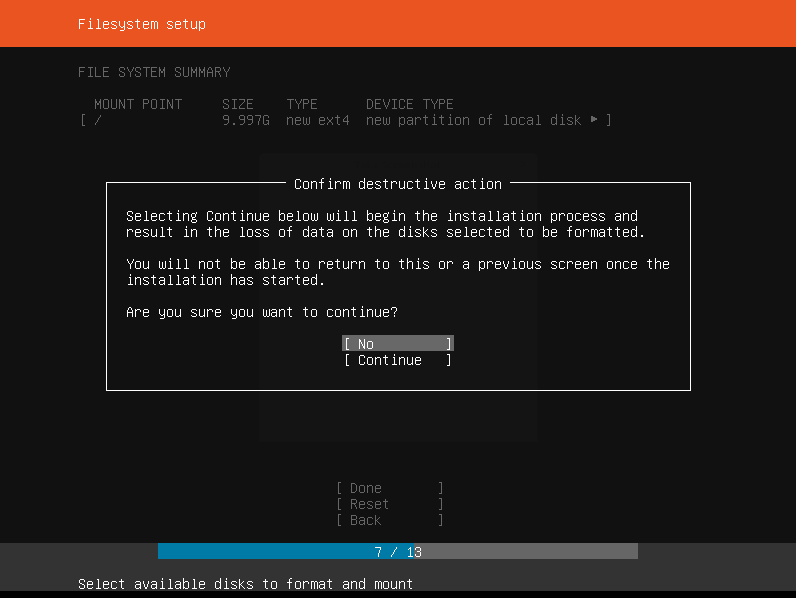 Filesystem setup
FILE SYSTEM SUMMARY
MOUNT POINT SIZE TYPE DEVICE TYPE
[ / 9.997G new ext4 new partition of local disk ▸ ]
Confirm destructive action
Selecting Continue below will begin the installation process and
result in the loss of data on the disks selected to be formatted.
You will not be able to return to this or a previous screen once the
installation has started.
Are you sure you want to continue?
[ No ]
[ Continue ]
[ Done ]
[ Reset ]
[ Back ]
7 / 13
Select available disks to format and mount